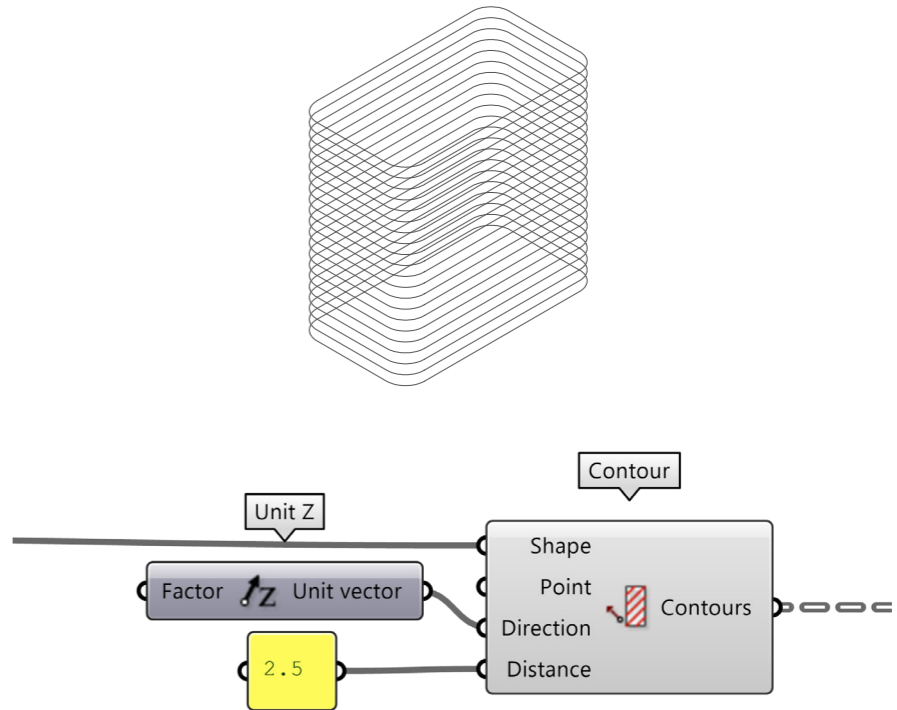 Contour
Unit Z
Shape
Factor Z Unit vector
Point
Contours
Direction
2.5
Distance